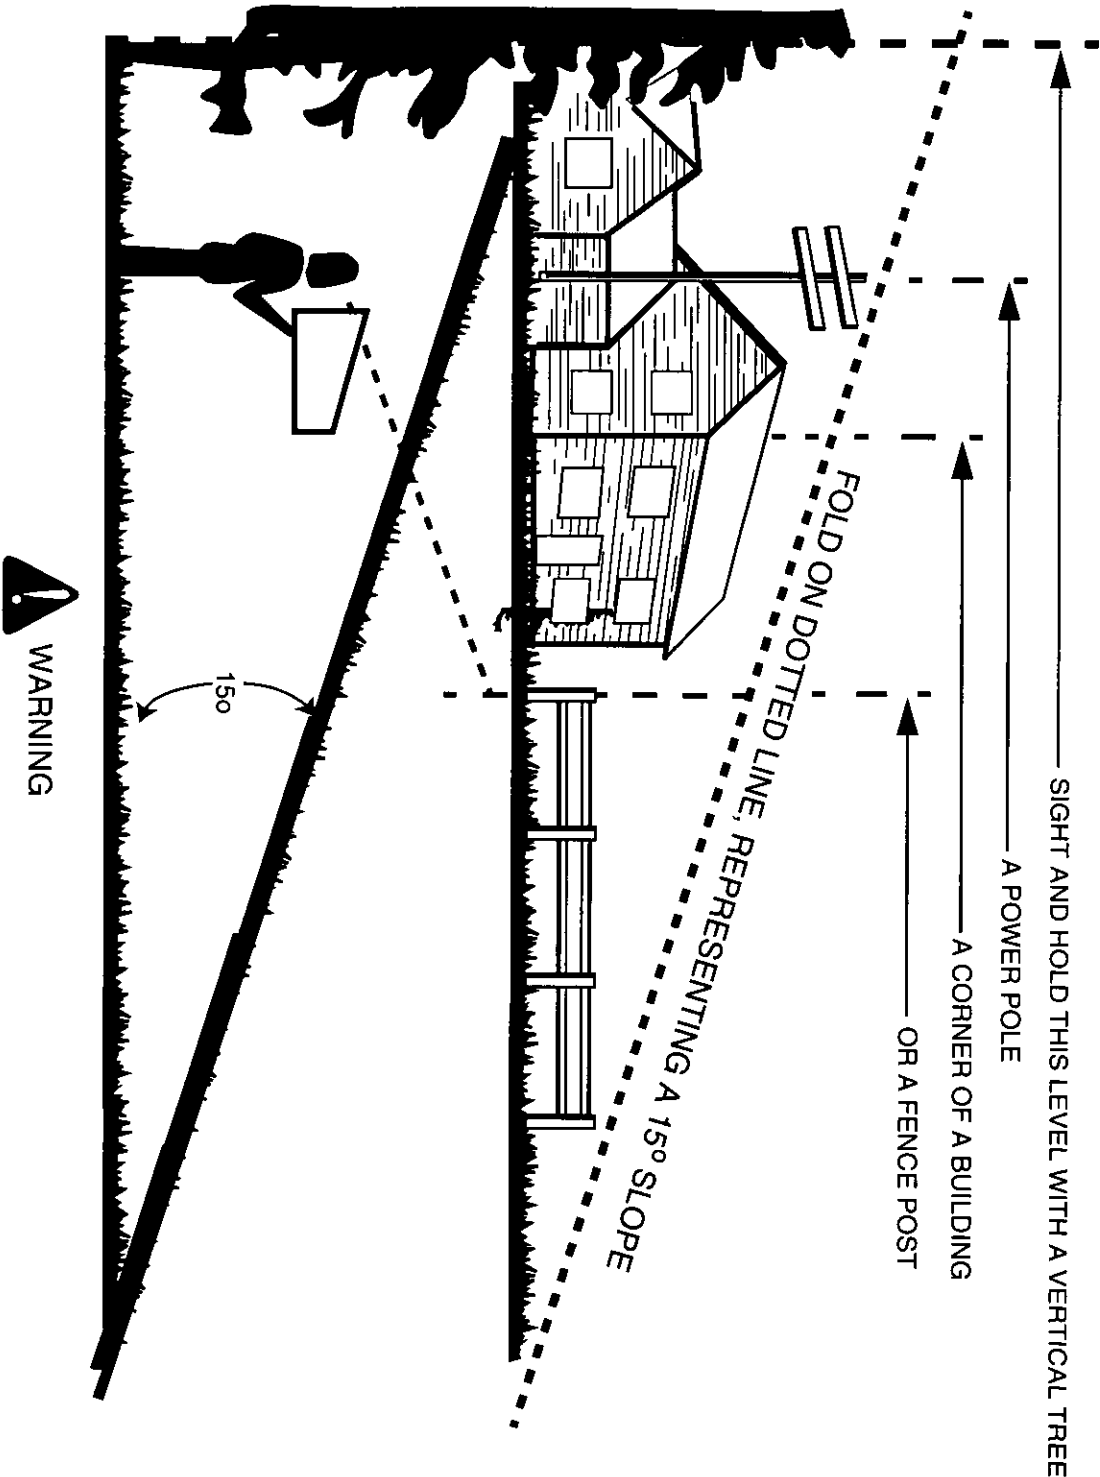 SIGHT AND HOLD THIS LEVEL WITH A VERTICAL TREE
A POWER POLE
A CORNER OF A BUILDING
OR A FENCE POST
FOLD ON DOTTED LINE, REPRESENTING A 15° SLOPE
15o
WARNING